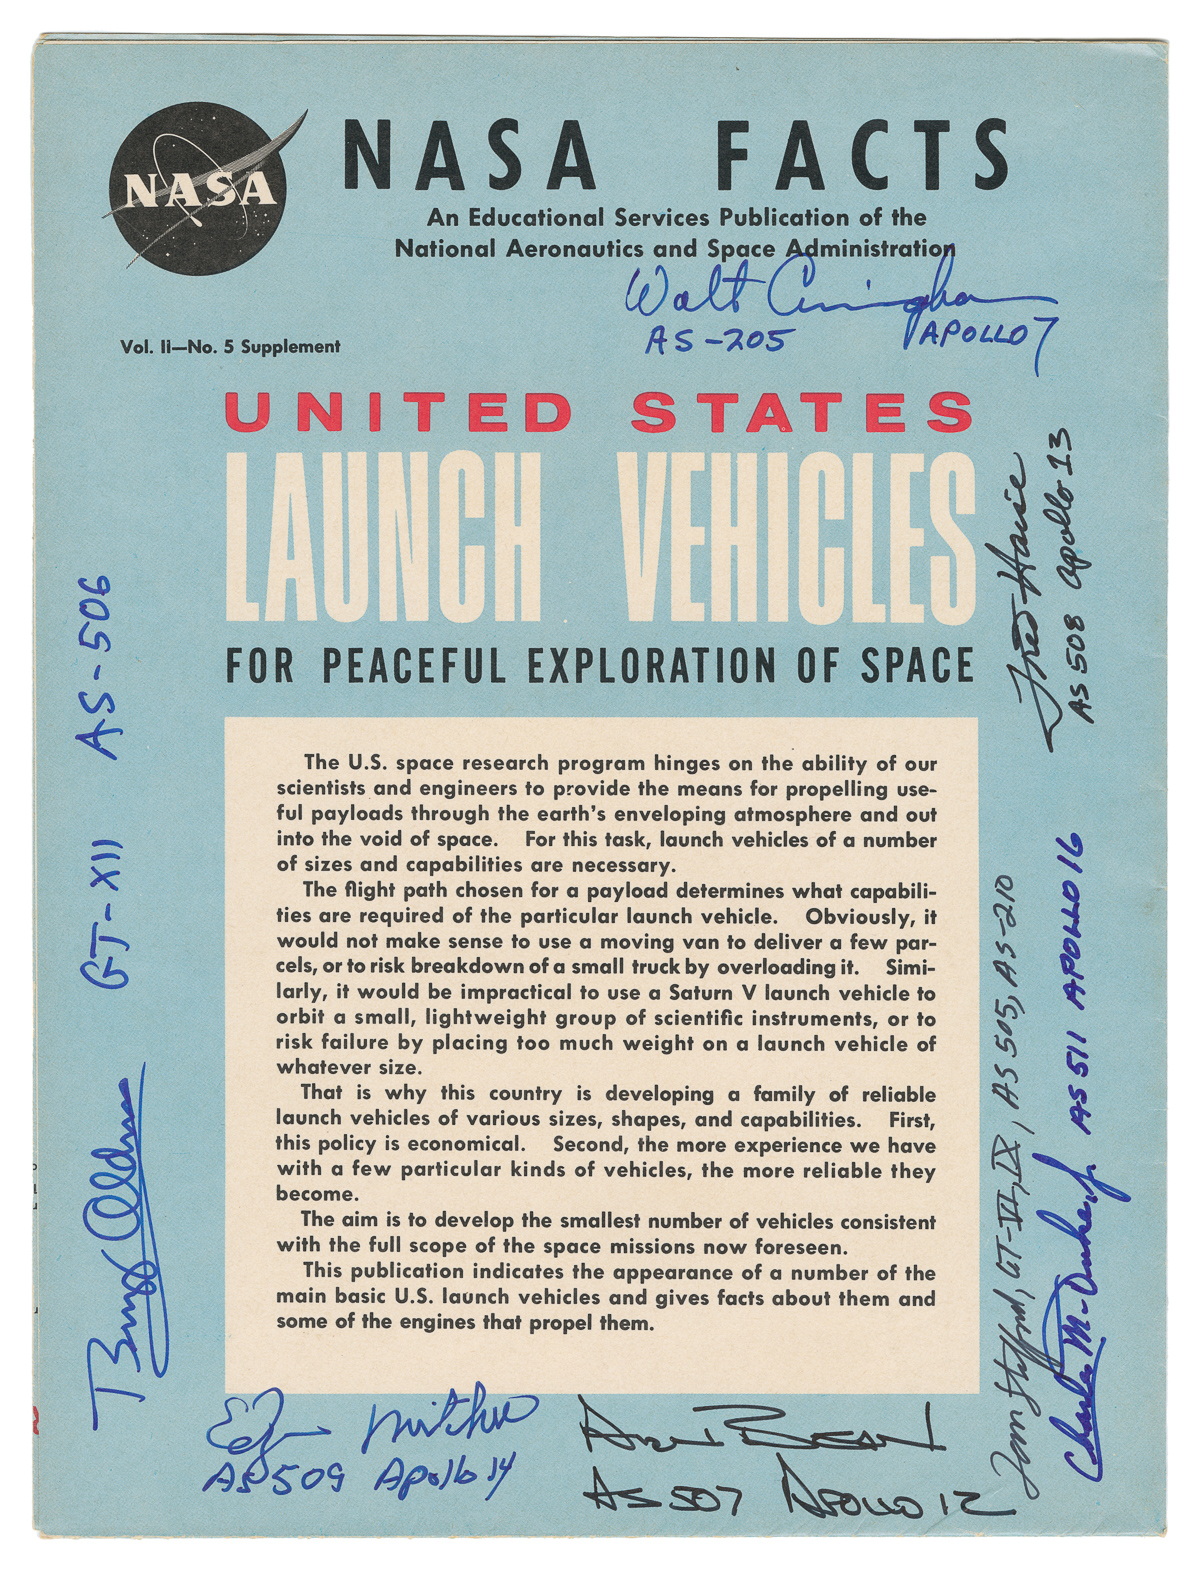 NASA
NASA FACTS
An Educational Services Publication of the
National Aeronautics and Space Administration
Walt Cunningham
AS-205 APOLLO 7
Vol. II—No. 5 Supplement
UNITED STATES
LAUNCH VEHICLES
FOR PEACEFUL EXPLORATION OF SPACE
The U.S. space research program hinges on the ability of our
scientists and engineers to provide the means for propelling use-
ful payloads through the earth's enveloping atmosphere and out
into the void of space. For this task, launch vehicles of a number
of sizes and capabilities are necessary.
The flight path chosen for a payload determines what capabili-
ties are required of the particular launch vehicle. Obviously, it
would not make sense to use a moving van to deliver a few par-
cels, or to risk breakdown of a small truck by overloading it. Simi-
larly, it would be impractical to use a Saturn V launch vehicle to
orbit a small, lightweight group of scientific instruments, or to
risk failure by placing too much weight on a launch vehicle of
whatever size.
That is why this country is developing a family of reliable
launch vehicles of various sizes, shapes, and capabilities. First,
this policy is economical. Second, the more experience we have
with a few particular kinds of vehicles, the more reliable they
become.
The aim is to develop the smallest number of vehicles consistent
with the full scope of the space missions now foreseen.
This publication indicates the appearance of a number of the
main basic U.S. launch vehicles and gives facts about them and
some of the engines that propel them.
Buzz Aldrin GT-XII AS-506
Fred Haise
AS 508 Apollo 13
Tom Stafford, GT-VI, IX, AS 505, AS-210
Charles M. Duke Jr. AS 511 APOLLO 16
Edgar Mitchell
AS 509 Apollo 14
Alan BEAN
AS 507 APOLLO 12